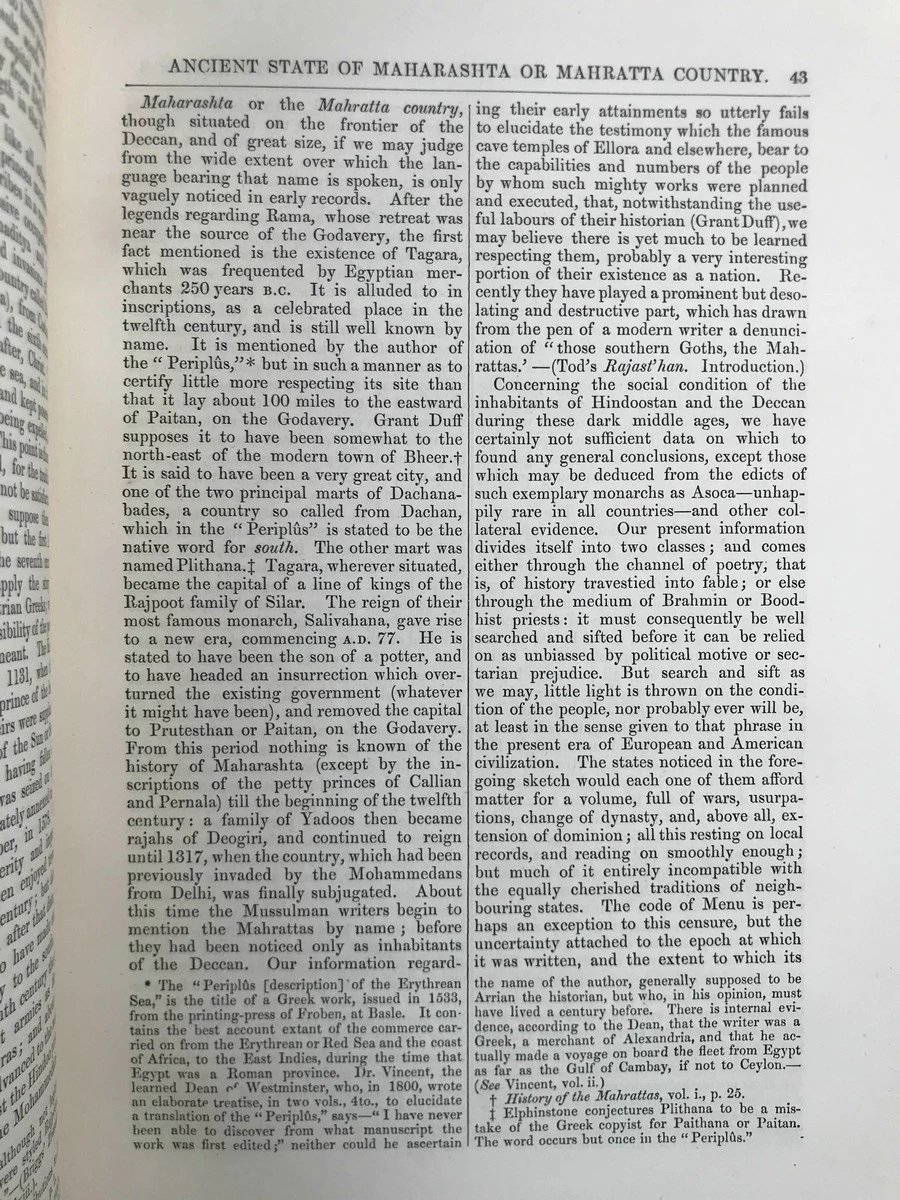 ANCIENT STATE OF MAHARASHTA OR MAHRATTA COUNTRY. 43
Maharashta or the Mahratta country,
though situated on the frontier of the
Deccan, and of great size, if we may judge
from the wide extent over which the lan-
guage bearing that name is spoken, is only
vaguely noticed in early records. After the
legends regarding Rama, whose retreat was
near the source of the Godavery, the first
fact mentioned is the existence of Tagara,
which was frequented by Egyptian mer-
chants 250 years B.C. It is alluded to in
inscriptions, as a celebrated place in the
twelfth century, and is still well known by
name. It is mentioned by the author of
the “ Periplûs,”* but in such a manner as to
certify little more respecting its site than
that it lay about 100 miles to the eastward
of Paitan, on the Godavery. Grant Duff
supposes it to have been somewhat to the
north-east of the modern town of Bheer.†
It is said to have been a very great city, and
one of the two principal marts of Dachana-
bades, a country so called from Dachan,
which in the “ Periplûs” is stated to be the
native word for south. The other mart was
named Plithana.‡ Tagara, wherever situated,
became the capital of a line of kings of the
Rajpoot family of Silar. The reign of their
most famous monarch, Salivahana, gave rise
to a new era, commencing A.D. 77. He is
stated to have been the son of a potter, and
to have headed an insurrection which over-
turned the existing government (whatever
it might have been), and removed the capital
to Prutesthan or Paitan, on the Godavery.
From this period nothing is known of the
history of Maharashta (except by the in-
scriptions of the petty princes of Callian
and Pernala) till the beginning of the twelfth
century: a family of Yadoos then became
rajahs of Deogiri, and continued to reign
until 1317, when the country, which had been
previously invaded by the Mohammedans
from Delhi, was finally subjugated. About
this time the Mussulman writers begin to
mention the Mahrattas by name ; before
they had been noticed only as inhabitants
of the Deccan. Our information regard-
* The “Periplûs [description] of the Erythrean
Sea,” is the title of a Greek work, issued in 1533,
from the printing-press of Froben, at Basle. It con-
tains the best account extant of the commerce car-
ried on from the Erythrean or Red Sea and the coast
of Africa, to the East Indies, during the time that
Egypt was a Roman province. Dr. Vincent, the
learned Dean of Westminster, who, in 1800, wrote
an elaborate treatise, in two vols., 4to., to elucidate
a translation of the “Periplûs,” says—“ I have never
been able to discover from what manuscript the
work was first edited;” neither could he ascertain
ing their early attainments so utterly fails
to elucidate the testimony which the famous
cave temples of Ellora and elsewhere, bear to
the capabilities and numbers of the people
by whom such mighty works were planned
and executed, that, notwithstanding the use-
ful labours of their historian (Grant Duff), we
may believe there is yet much to be learned
respecting them, probably a very interesting
portion of their existence as a nation. Re-
cently they have played a prominent but deso-
lating and destructive part, which has drawn
from the pen of a modern writer a denunci-
ation of “ those southern Goths, the Mah-
rattas.’ —(Tod’s Rajast’han. Introduction.)
Concerning the social condition of the
inhabitants of Hindoostan and the Deccan
during these dark middle ages, we have
certainly not sufficient data on which to
found any general conclusions, except those
which may be deduced from the edicts of
such exemplary monarchs as Asoca—unhap-
pily rare in all countries—and other col-
lateral evidence. Our present information
divides itself into two classes ; and comes
either through the channel of poetry, that
is, of history travestied into fable; or else
through the medium of Brahmin or Bood-
hist priests: it must consequently be well
searched and sifted before it can be relied
on as unbiassed by political motive or sec-
tarian prejudice. But search and sift as
we may, little light is thrown on the condi-
tion of the people, nor probably ever will be,
at least in the sense given to that phrase in
the present era of European and American
civilization. The states noticed in the fore-
going sketch would each one of them afford
matter for a volume, full of wars, usurpa-
tions, change of dynasty, and, above all, ex-
tension of dominion; all this resting on local
records, and reading on smoothly enough;
but much of it entirely incompatible with
the equally cherished traditions of neigh-
bouring states. The code of Menu is per-
haps an exception to this censure, but the
uncertainty attached to the epoch at which
it was written, and the extent to which its
the name of the author, generally supposed to be
Arrian the historian, but who, in his opinion, must
have lived a century before. There is internal evi-
dence, according to the Dean, that the writer was a
Greek, a merchant of Alexandria, and that he ac-
tually made a voyage on board the fleet from Egypt
as far as the Gulf of Cambay, if not to Ceylon.—
(See Vincent, vol. ii.)
† History of the Mahrattas, vol. i., p. 25.
‡ Elphinstone conjectures Plithana to be a mis-
take of the Greek copyist for Paithana or Paitan.
The word occurs but once in the “Periplûs.”